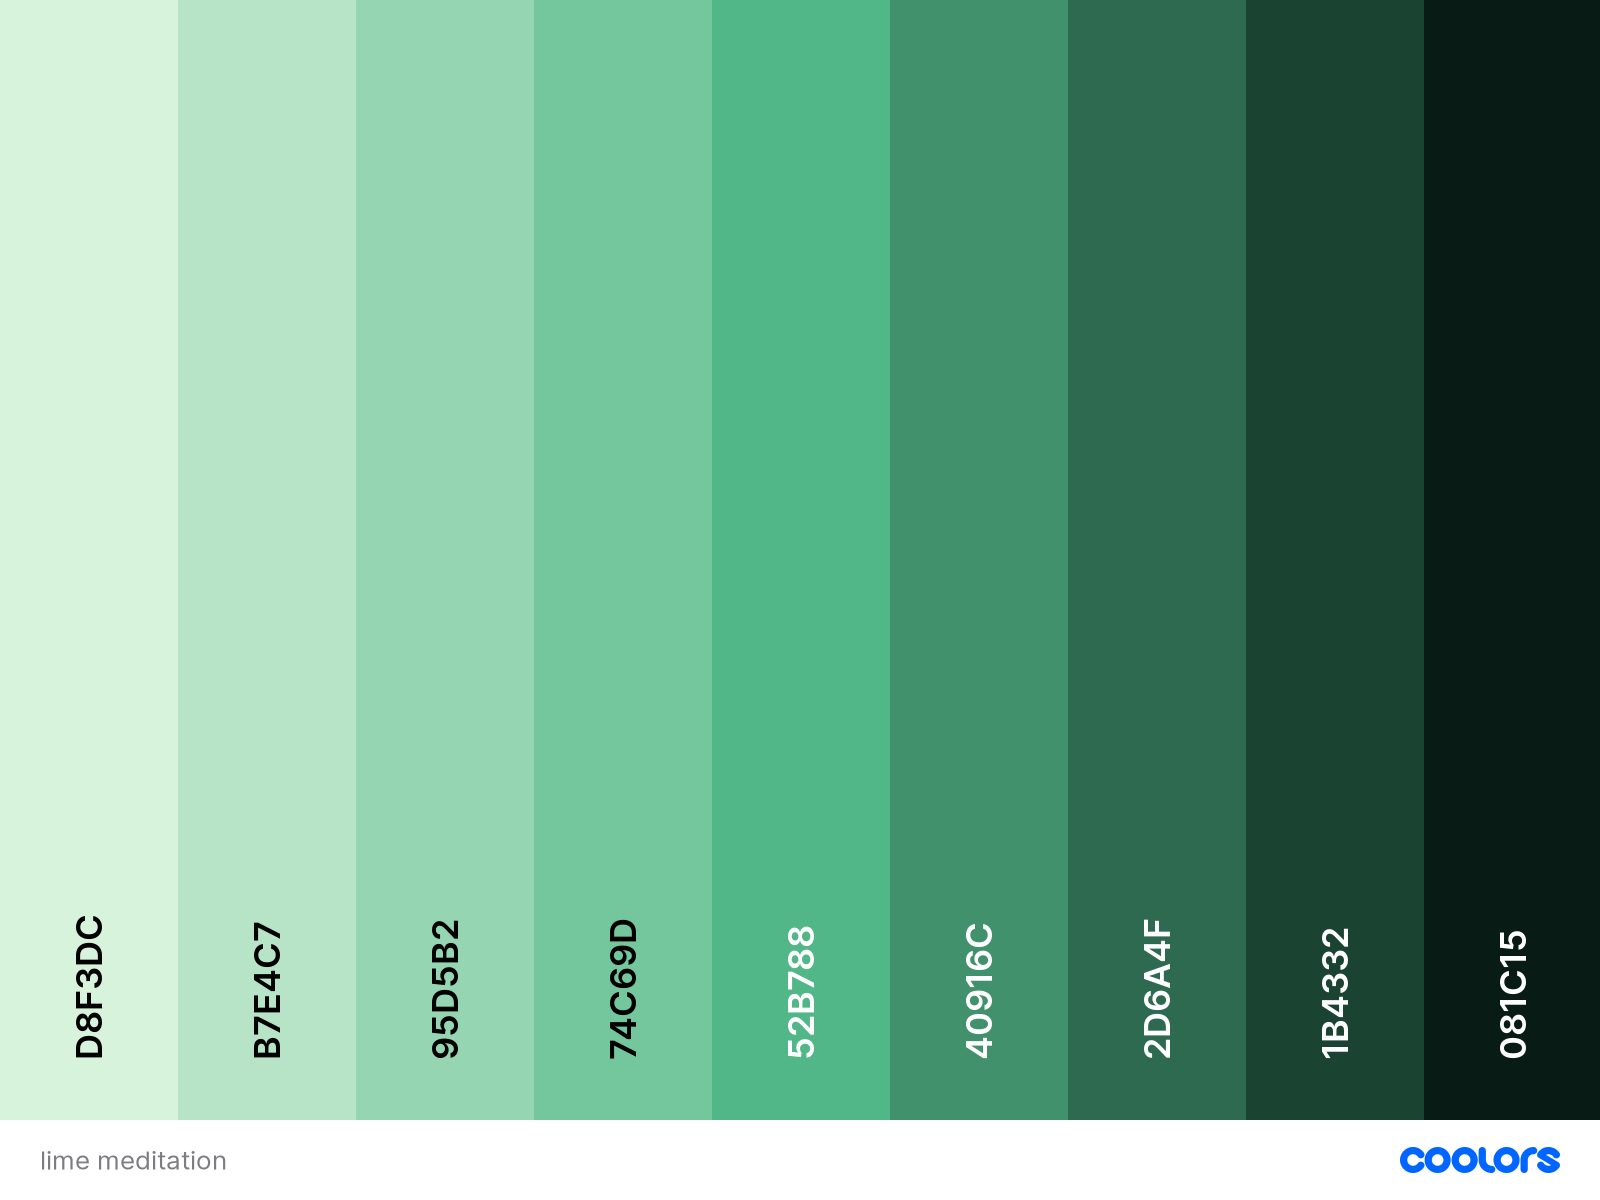 D8F3DC
B7E4C7
95D5B2
74C69D
52B788
40916C
2D6A4F
1B4332
081C15
lime meditation
coolors